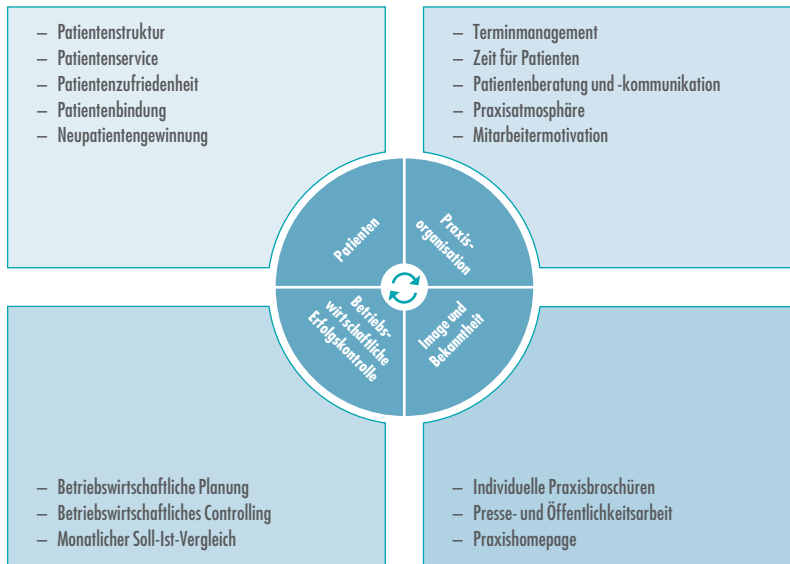 – Patientenstruktur
– Patientenservice
– Patientenzufriedenheit
– Patientenbindung
– Neupatientengewinnung
– Terminmanagement
– Zeit für Patienten
– Patientenberatung und -kommunikation
– Praxisatmosphäre
– Mitarbeitermotivation
Patienten
Praxis-
organisation
Betriebs-
wirtschaftliche
Erfolgskontrolle
Image und
Bekanntheit
– Betriebswirtschaftliche Planung
– Betriebswirtschaftliches Controlling
– Monatlicher Soll-Ist-Vergleich
– Individuelle Praxisbroschüren
– Presse- und Öffentlichkeitsarbeit
– Praxishomepage